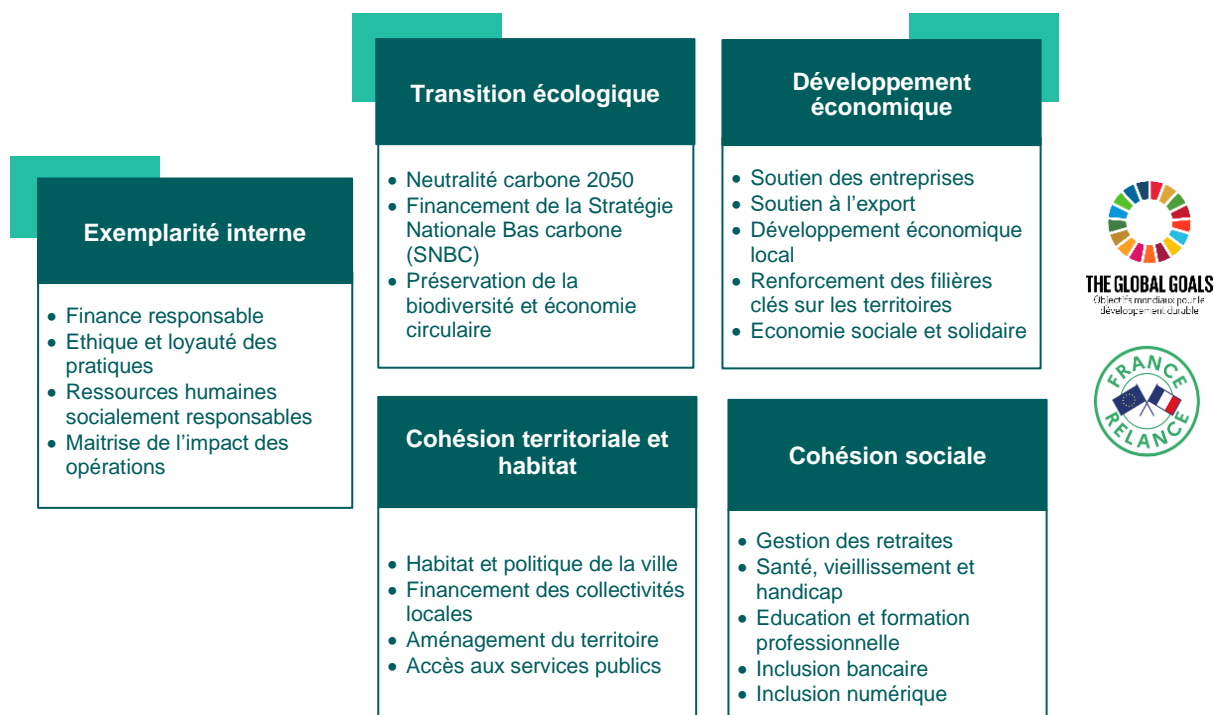 Exemplarité interne
• Finance responsable
• Ethique et loyauté des
pratiques
• Ressources humaines
socialement responsables
• Maitrise de l’impact des
opérations
Transition écologique
• Neutralité carbone 2050
• Financement de la Stratégie
Nationale Bas carbone
(SNBC)
• Préservation de la
biodiversité et économie
circulaire
Développement
économique
• Soutien des entreprises
• Soutien à l’export
• Développement économique
local
• Renforcement des filières
clés sur les territoires
• Economie sociale et solidaire
Cohésion territoriale et
habitat
• Habitat et politique de la ville
• Financement des collectivités
locales
• Aménagement du territoire
• Accès aux services publics
Cohésion sociale
• Gestion des retraites
• Santé, vieillissement et
handicap
• Education et formation
professionnelle
• Inclusion bancaire
• Inclusion numérique
THE GLOBAL GOALS
Objectifs mondiaux pour le
développement durable
FRANCE
RELANCE